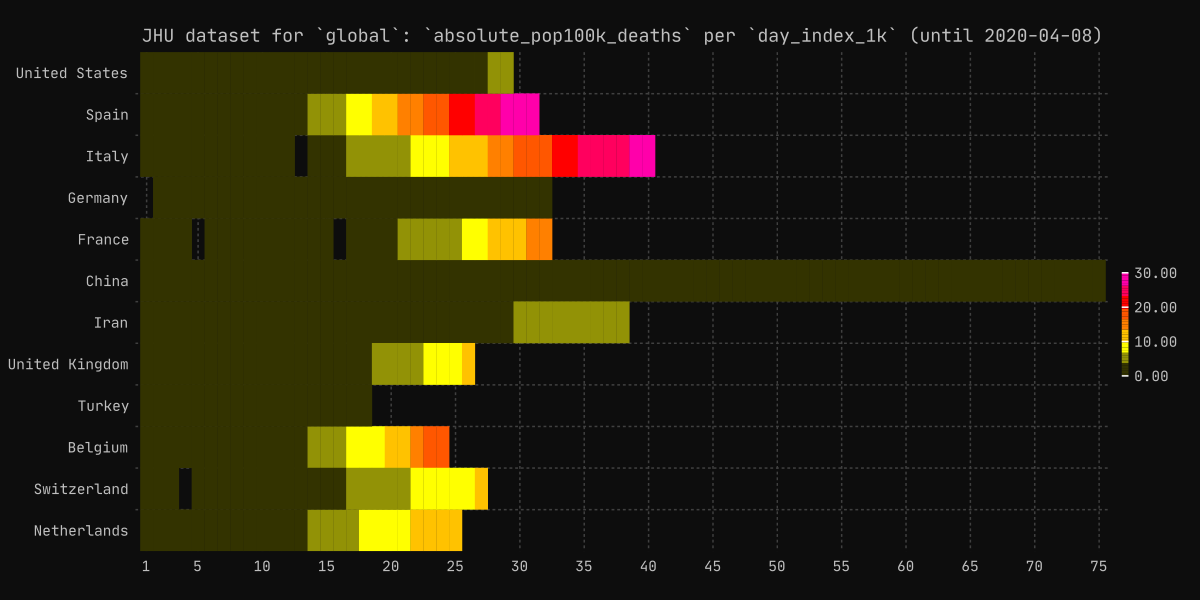 JHU dataset for `global`: `absolute_pop100k_deaths` per `day_index_1k` (until 2020-04-08)
United States
Spain
Italy
Germany
France
China
Iran
United Kingdom
Turkey
Belgium
Switzerland
Netherlands
30.00
20.00
10.00
0.00
1 5 10 15 20 25 30 35 40 45 50 55 60 65 70 75